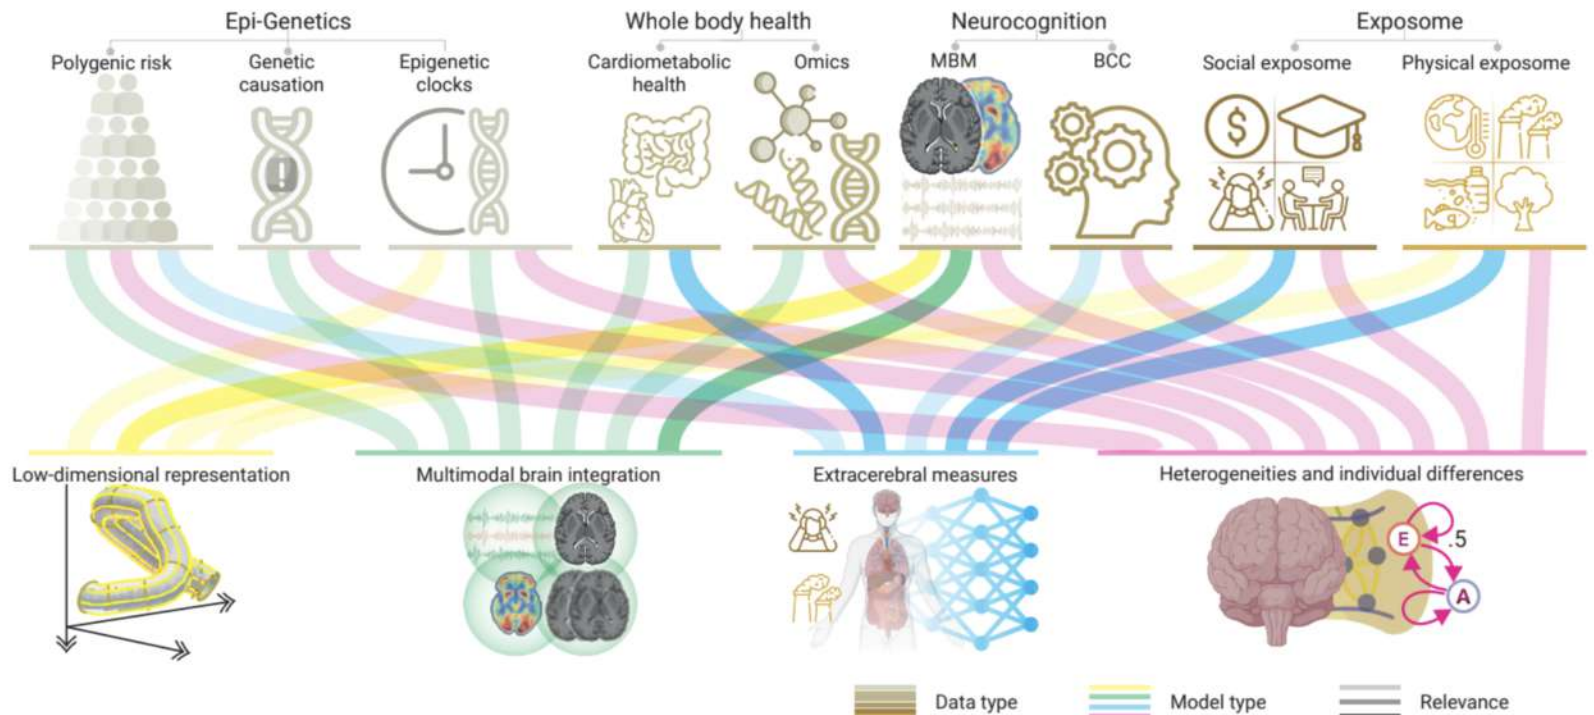 Epi-Genetics
Whole body health
Neurocognition
Exposome
Polygenic risk
Genetic
causation
Epigenetic
clocks
Cardiometabolic
health
Omics
MBM
BCC
Social exposome
Physical exposome
!
$
Low-dimensional representation
Multimodal brain integration
Extracerebral measures
Heterogeneities and individual differences
E
.5
A
Data type
Model type
Relevance